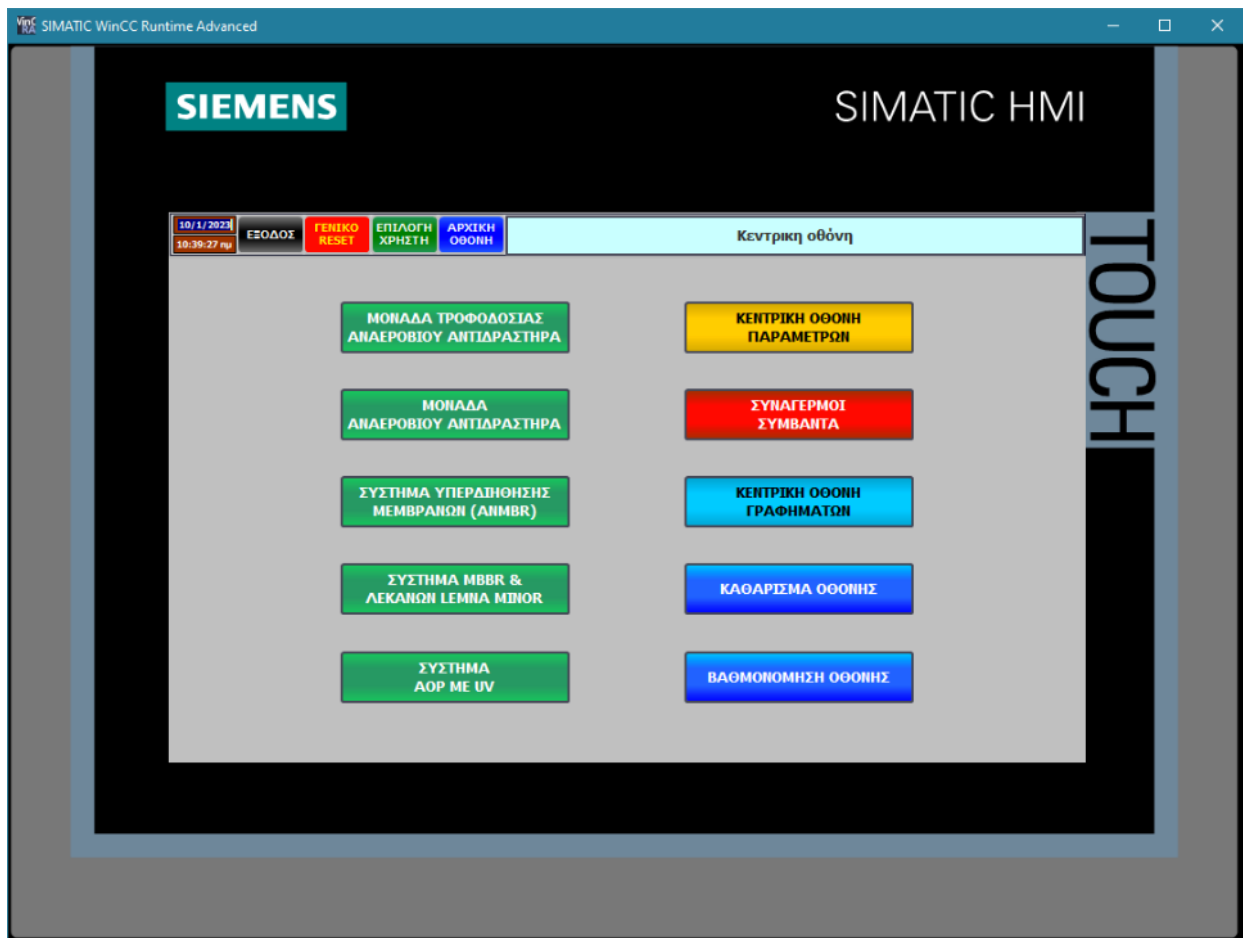 SIMATIC WinCC Runtime Advanced
SIEMENS
SIMATIC HMI
TOUCH
10/1/2023
10:39:27 πμ
ΕΞΟΔΟΣ
ΓΕΝΙΚΟ
RESET
ΕΠΙΛΟΓΗ
ΧΡΗΣΤΗ
ΑΡΧΙΚΗ
ΟΘΟΝΗ
Κεντρικη οθόνη
ΜΟΝΑΔΑ ΤΡΟΦΟΔΟΣΙΑΣ
ΑΝΑΕΡΟΒΙΟΥ ΑΝΤΙΔΡΑΣΤΗΡΑ
ΚΕΝΤΡΙΚΗ ΟΘΟΝΗ
ΠΑΡΑΜΕΤΡΩΝ
ΜΟΝΑΔΑ
ΑΝΑΕΡΟΒΙΟΥ ΑΝΤΙΔΡΑΣΤΗΡΑ
ΣΥΝΑΓΕΡΜΟΙ
ΣΥΜΒΑΝΤΑ
ΣΥΣΤΗΜΑ ΥΠΕΡΔΙΗΘΗΣΗΣ
ΜΕΜΒΡΑΝΩΝ (ANMBR)
ΚΕΝΤΡΙΚΗ ΟΘΟΝΗ
ΓΡΑΦΗΜΑΤΩΝ
ΣΥΣΤΗΜΑ MBBR &
ΛΕΚΑΝΩΝ LEMNA MINOR
ΚΑΘΑΡΙΣΜΑ ΟΘΟΝΗΣ
ΣΥΣΤΗΜΑ
AOP ΜΕ UV
ΒΑΘΜΟΝΟΜΗΣΗ ΟΘΟΝΗΣ